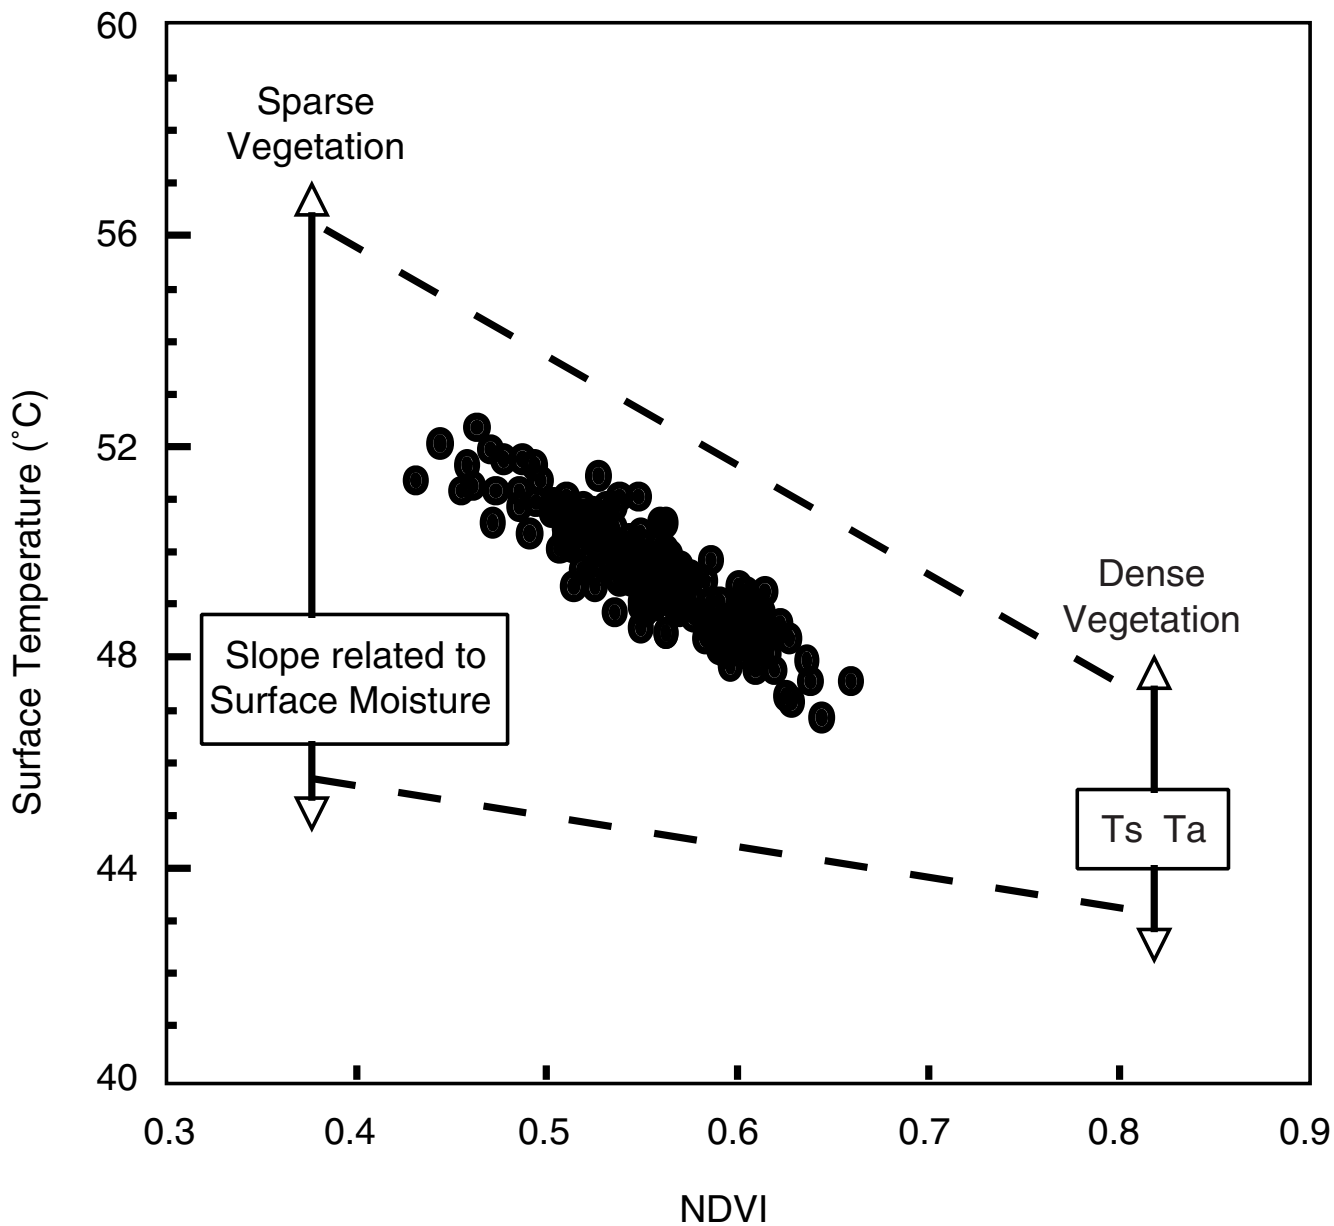 60
Sparse
Vegetation
56
52
Dense
Vegetation
48
Slope related to
Surface Moisture
Ts Ta
44
40
Surface Temperature (˚C)
0.3 0.4 0.5 0.6 0.7 0.8 0.9
NDVI